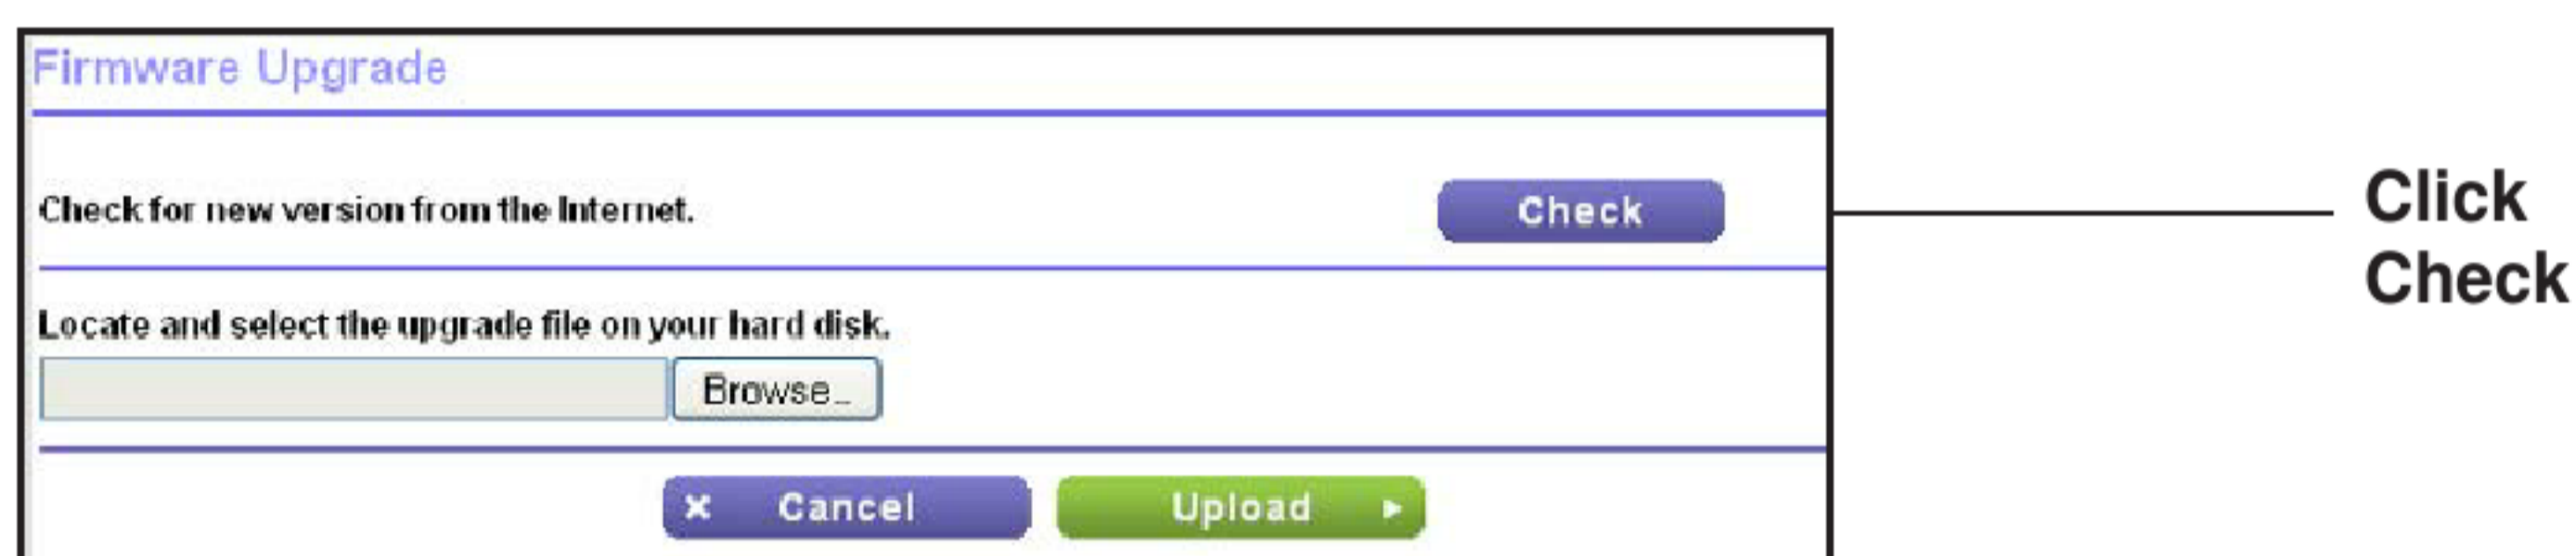 Firmware Upgrade
Check for new version from the Internet.
Check
Click
Check
Locate and select the upgrade file on your hard disk.
Browse...
Cancel
Upload